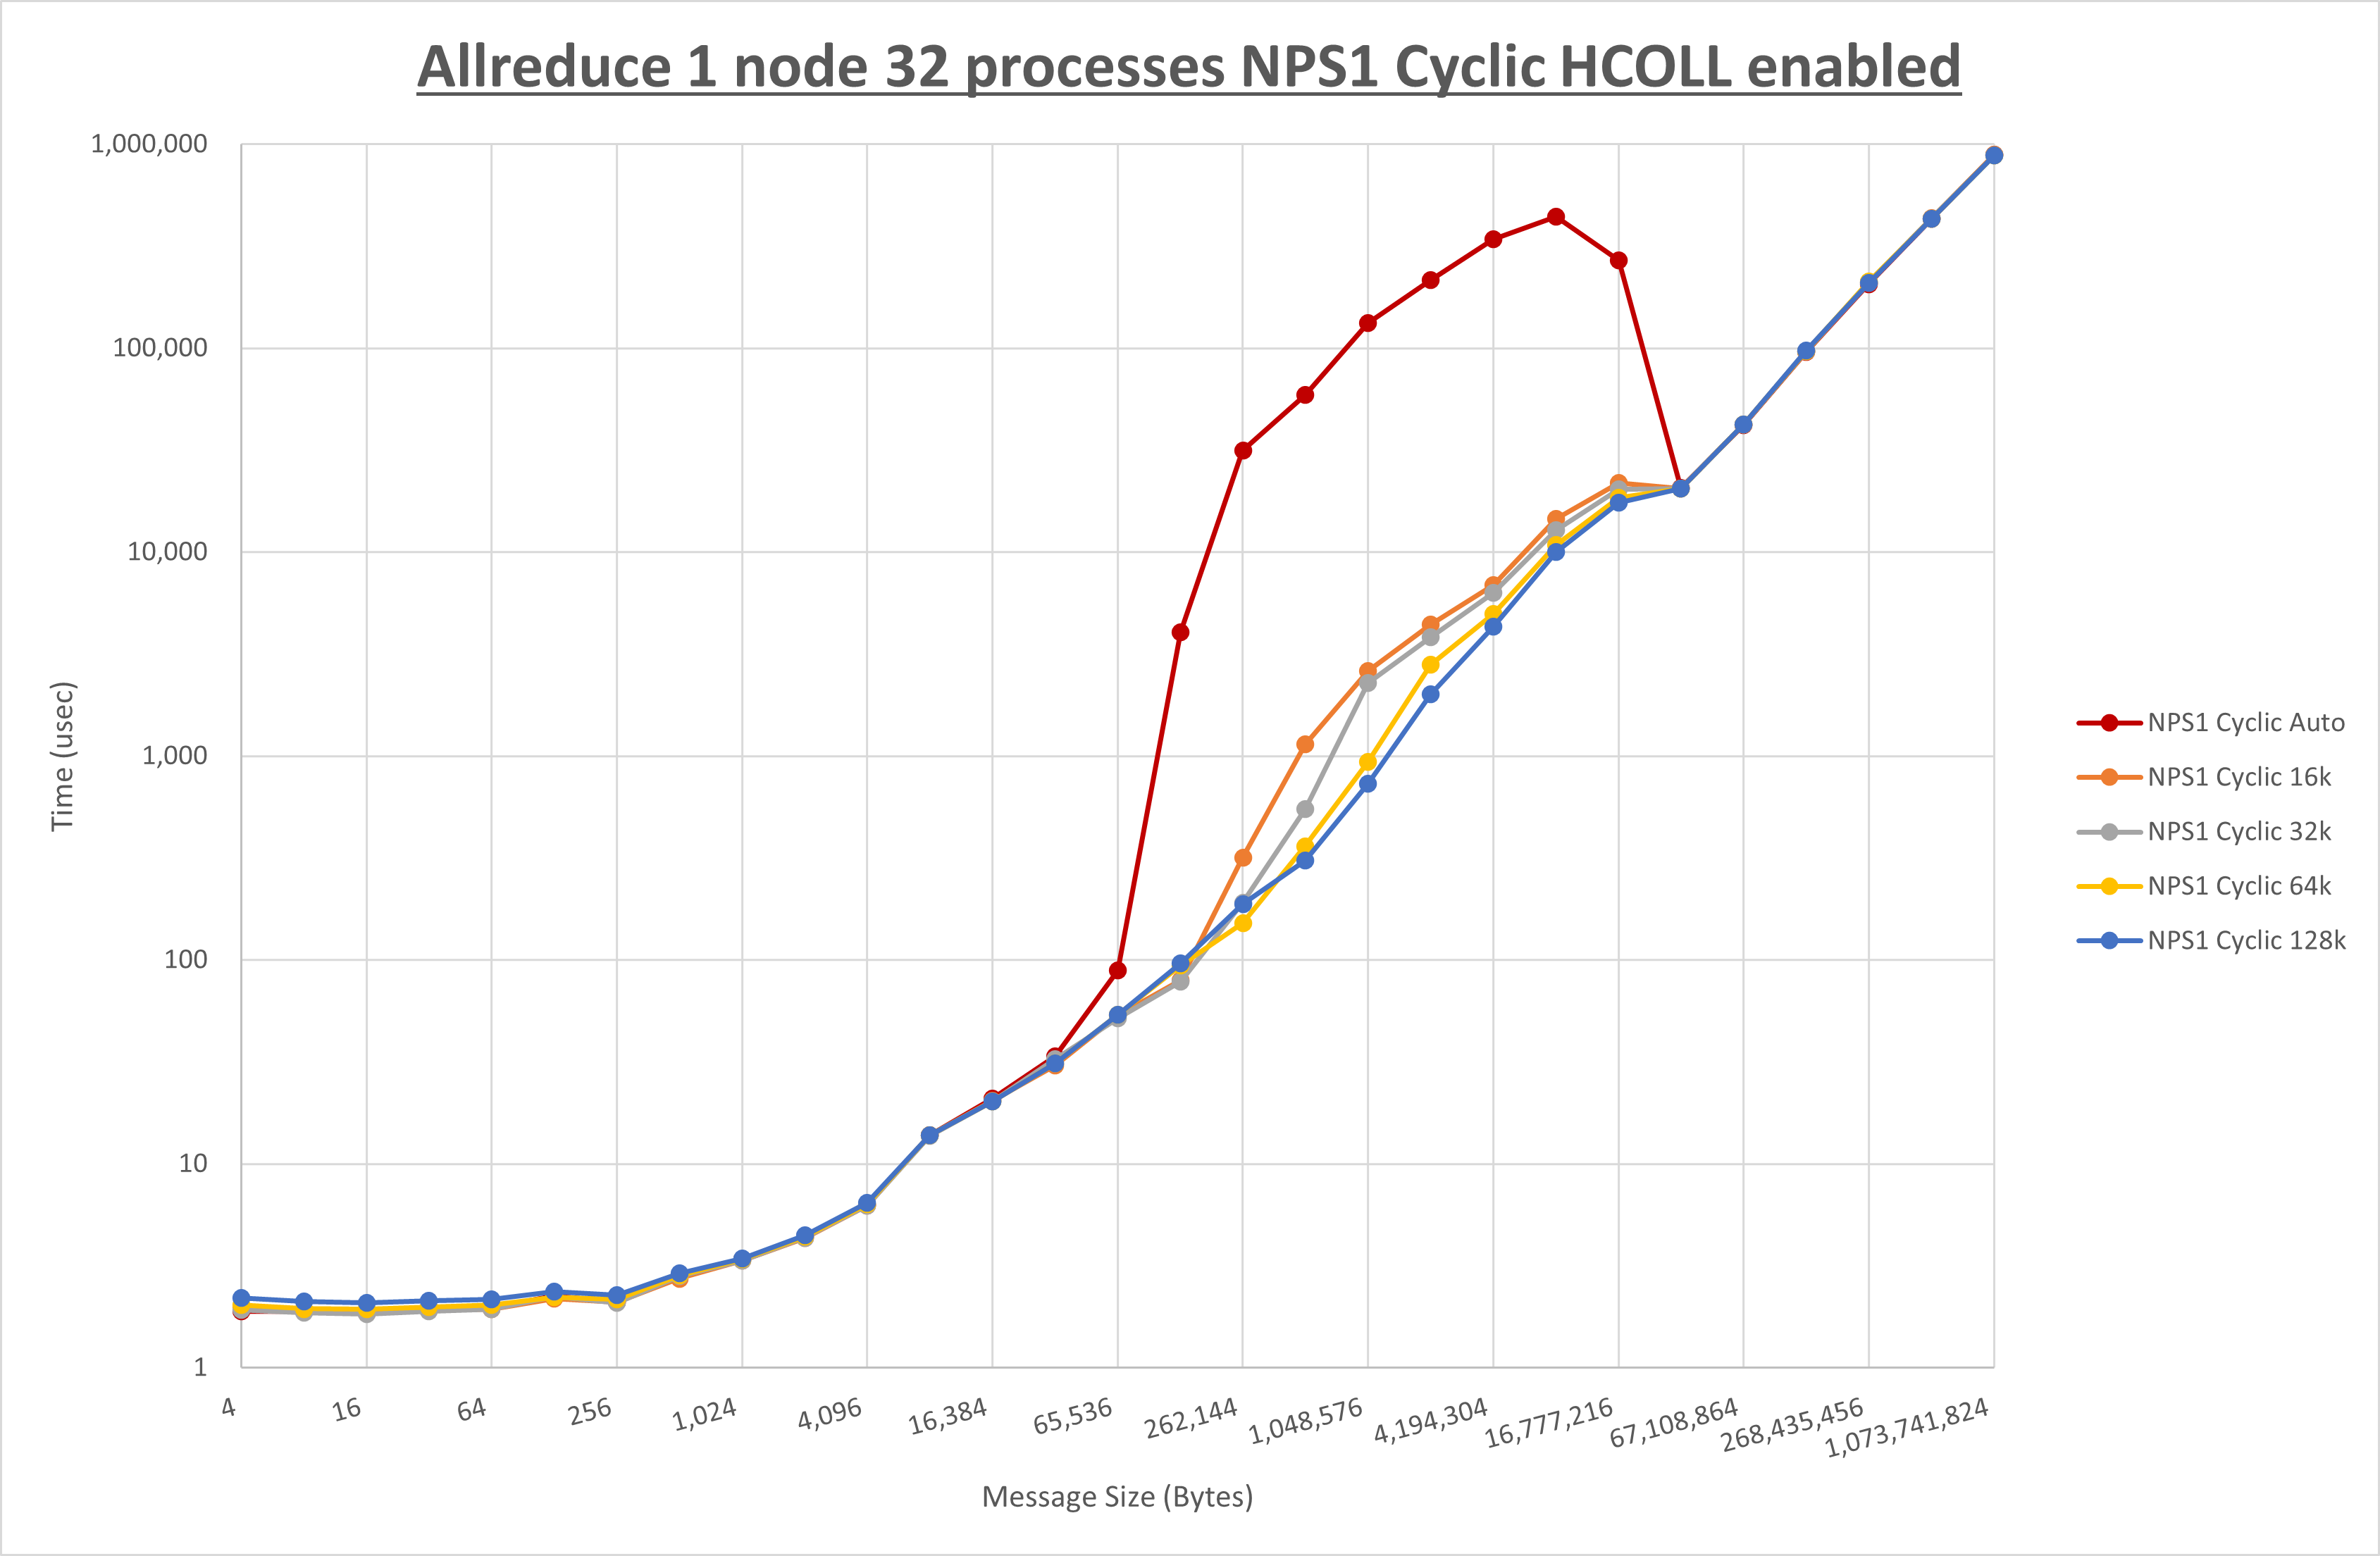 Allreduce 1 node 32 processes NPS1 Cyclic HCOLL enabled
1,000,000
100,000
10,000
1,000
100
10
1
Time (usec)
4
16
64
256
1,024
4,096
16,384
65,536
262,144
1,048,576
4,194,304
16,777,216
67,108,864
268,435,456
1,073,741,824
Message Size (Bytes)
NPS1 Cyclic Auto
NPS1 Cyclic 16k
NPS1 Cyclic 32k
NPS1 Cyclic 64k
NPS1 Cyclic 128k